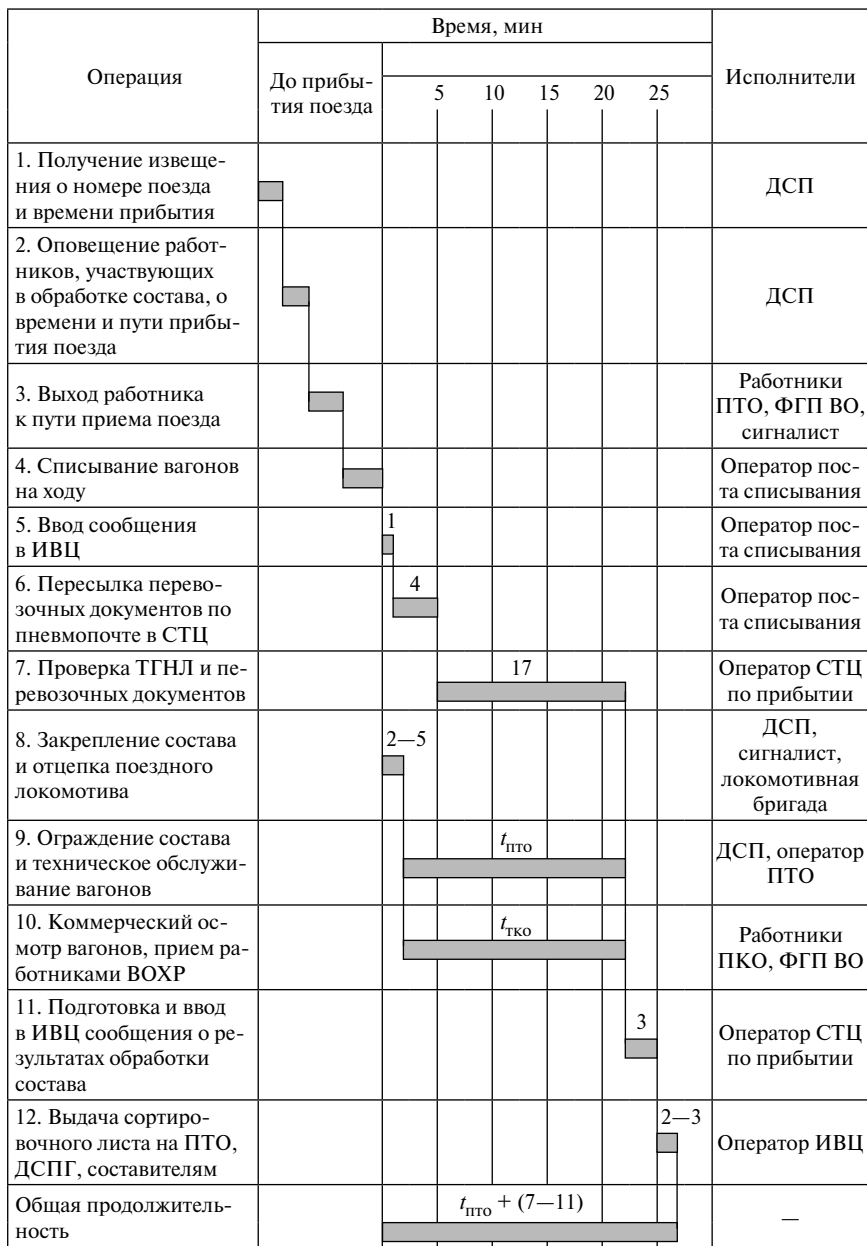 Время, мин
Операция
До прибы-
тия поезда
5 10 15 20 25
Исполнители
1. Получение извеще-
ния о номере поезда
и времени прибытия
ДСП
2. Оповещение работ-
ников, участвующих
в обработке состава, о
времени и пути прибы-
тия поезда
ДСП
3. Выход работника
к пути приема поезда
Работники
ПТО, ФГП ВО,
сигналист
4. Списывание вагонов
на ходу
Оператор пос-
та списывания
5. Ввод сообщения
в ИВЦ
1
Оператор пос-
та списывания
6. Пересылка перево-
зочных документов по
пневмопочте в СТЦ
4
Оператор пос-
та списывания
7. Проверка ТГНЛ и пе-
ревозочных документов
17
Оператор СТЦ
по прибытии
8. Закрепление состава
и отцепка поездного
локомотива
2—5
ДСП,
сигналист,
локомотивная
бригада
9. Ограждение состава
и техническое обслужи-
вание вагонов
tпто
ДСП, оператор
ПТО
10. Коммерческий ос-
мотр вагонов, прием ра-
ботниками ВОХР
tтко
Работники
ПКО, ФГП ВО
11. Подготовка и ввод
в ИВЦ сообщения о ре-
зультатах обработки
состава
3
Оператор СТЦ
по прибытии
12. Выдача сортиро-
вочного листа на ПТО,
ДСПГ, составителям
2—3
Оператор ИВЦ
Общая продолжитель-
ность
tпто + (7—11)
—